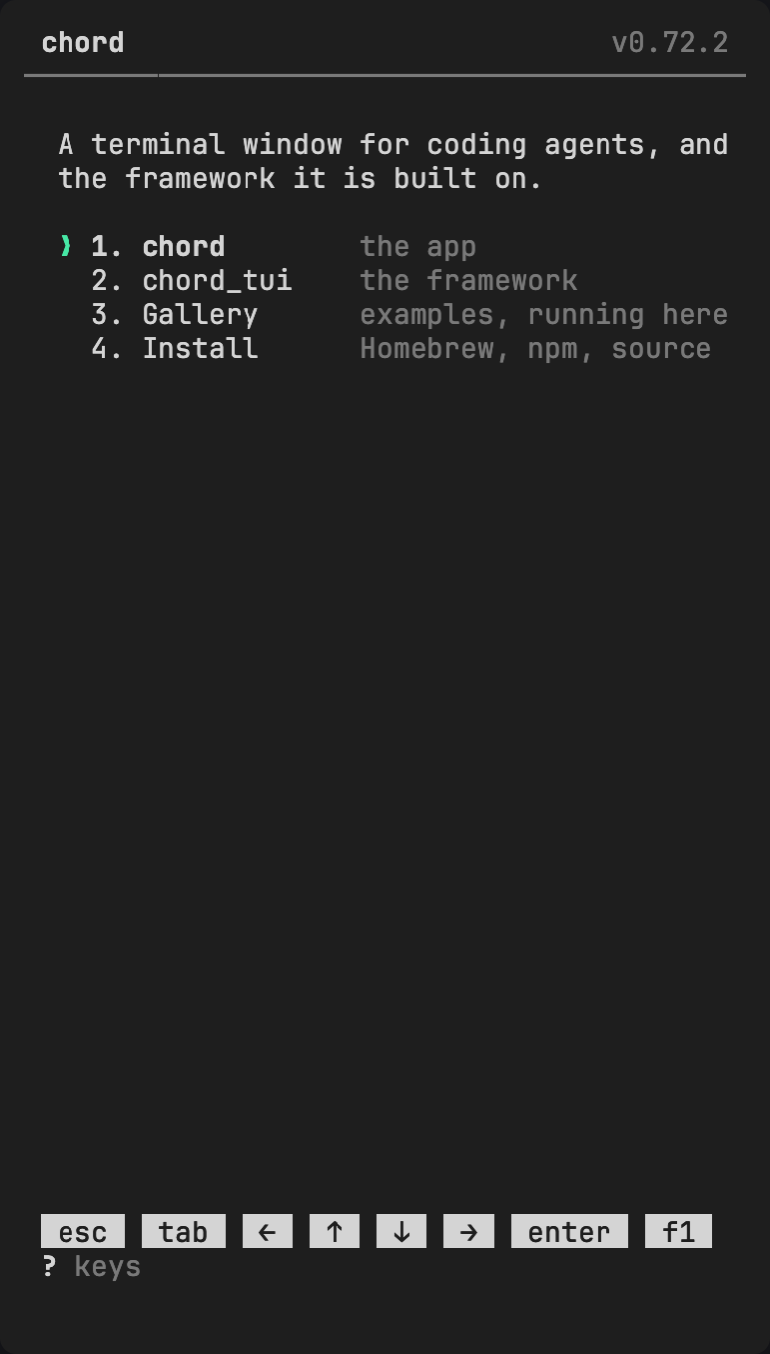 chord v0.72.2
A terminal window for coding agents, and
the framework it is built on.
❫ 1. chord the app
2. chord_tui the framework
3. Gallery examples, running here
4. Install Homebrew, npm, source
esc tab ← ↑ ↓ → enter f1
? keys